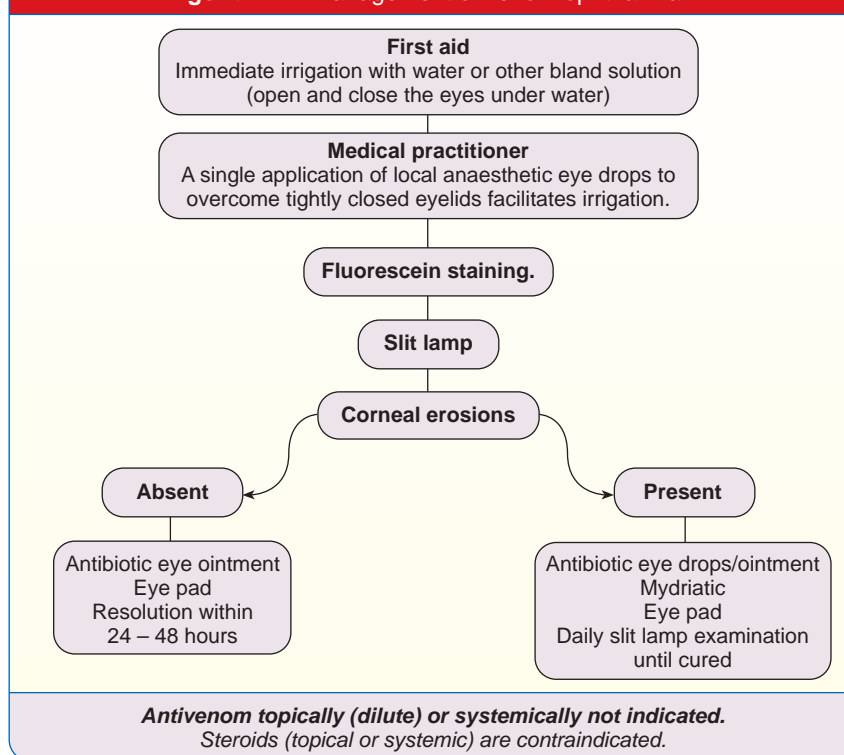 First aid
Immediate irrigation with water or other bland solution
(open and close the eyes under water)
Medical practitioner
A single application of local anaesthetic eye drops to
overcome tightly closed eyelids facilitates irrigation.
Fluorescein staining.
Slit lamp
Corneal erosions
Absent
Present
Antibiotic eye ointment
Eye pad
Resolution within
24 – 48 hours
Antibiotic eye drops/ointment
Mydriatic
Eye pad
Daily slit lamp examination
until cured
Antivenom topically (dilute) or systemically not indicated.
Steroids (topical or systemic) are contraindicated.